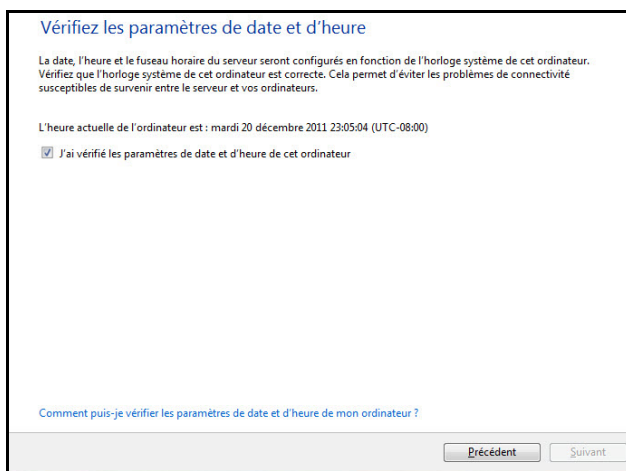 Vérifiez les paramètres de date et d'heure
La date, l'heure et le fuseau horaire du serveur seront configurés en fonction de l'horloge système de cet ordinateur.
Vérifiez que l'horloge système de cet ordinateur est correcte. Cela permet d'éviter les problèmes de connectivité
susceptibles de survenir entre le serveur et vos ordinateurs.
L'heure actuelle de l'ordinateur est : mardi 20 décembre 2011 23:05:04 (UTC-08:00)
J'ai vérifié les paramètres de date et d'heure de cet ordinateur
Comment puis-je vérifier les paramètres de date et d'heure de mon ordinateur ?
Précédent Suivant